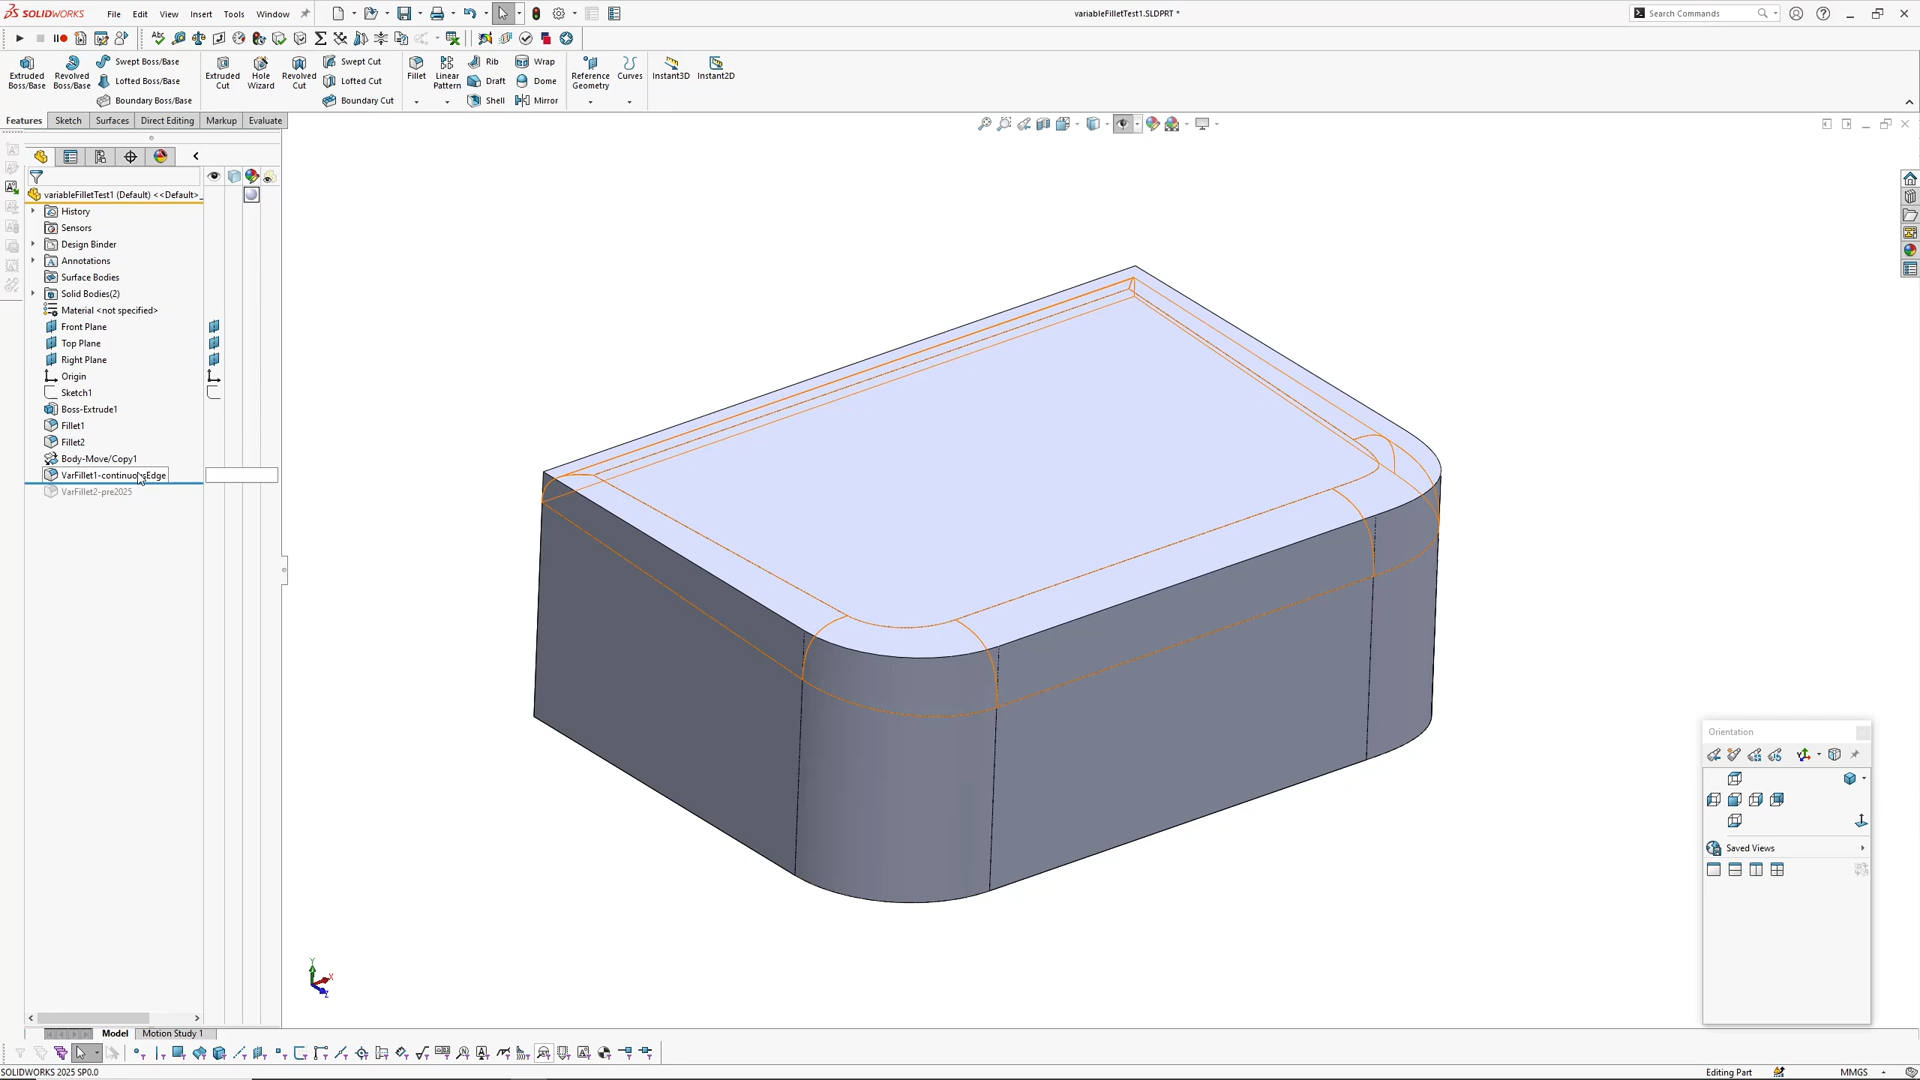 SOLIDWORKS File Edit View Insert Tools Window variableFilletTest1.SLDPRT * Search Commands
Extruded Boss/Base Revolved Boss/Base Swept Boss/Base Lofted Boss/Base Boundary Boss/Base Extruded Cut Hole Wizard Revolved Cut Swept Cut Lofted Cut Boundary Cut Fillet Linear Pattern Rib Draft Shell Wrap Dome Mirror Reference Geometry Curves Instant3D Instant2D
Features Sketch Surfaces Direct Editing Markup Evaluate
variableFilletTest1 (Default) <<Default>_
History
Sensors
Design Binder
Annotations
Surface Bodies
Solid Bodies(2)
Material <not specified>
Front Plane
Top Plane
Right Plane
Origin
Sketch1
Boss-Extrude1
Fillet1
Fillet2
Body-Move/Copy1
VarFillet1-continuousEdge
VarFillet2-pre2025
Orientation
Saved Views
Y
X
Z
Model Motion Study 1
SOLIDWORKS 2025 SP0.0 Editing Part MMGS